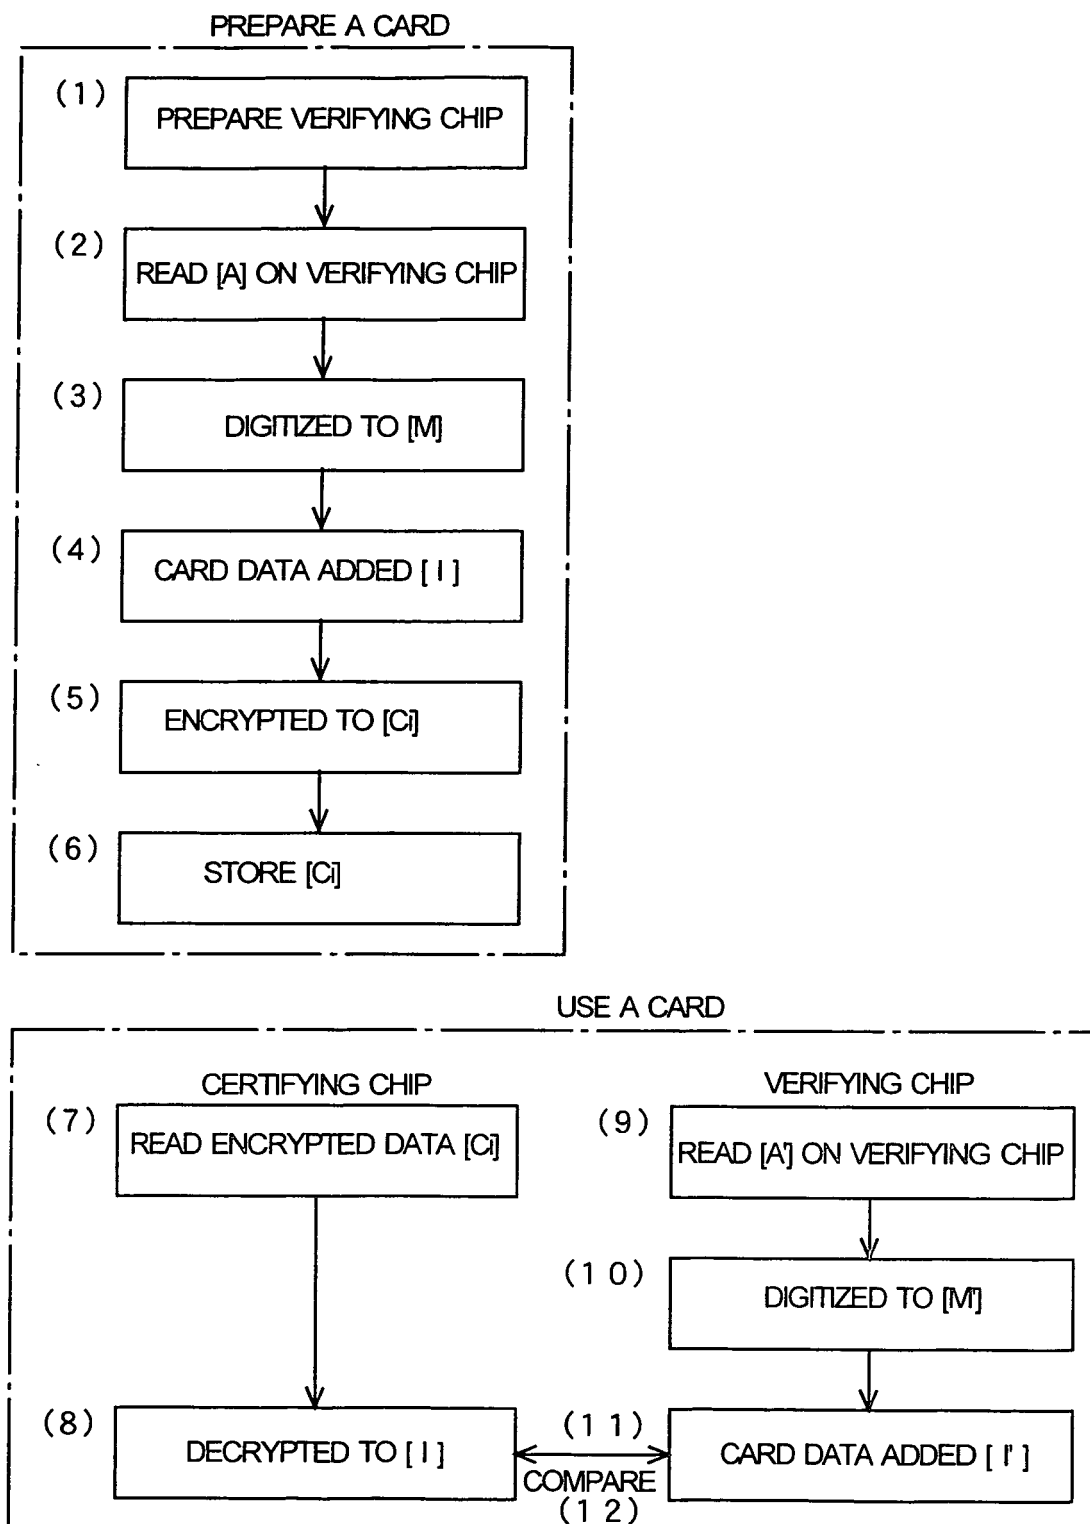 PREPARE A CARD
(1)
PREPARE VERIFYING CHIP
(2)
READ [A] ON VERIFYING CHIP
(3)
DIGITIZED TO [M]
(4)
CARD DATA ADDED [ I ]
(5)
ENCRYPTED TO [Ci]
(6)
STORE [Ci]
USE A CARD
CERTIFYING CHIP
(7)
READ ENCRYPTED DATA [Ci]
(8)
DECRYPTED TO [ I ]
VERIFYING CHIP
(9)
READ [A'] ON VERIFYING CHIP
(10)
DIGITIZED TO [M']
(11)
CARD DATA ADDED [ I' ]
COMPARE
(12)